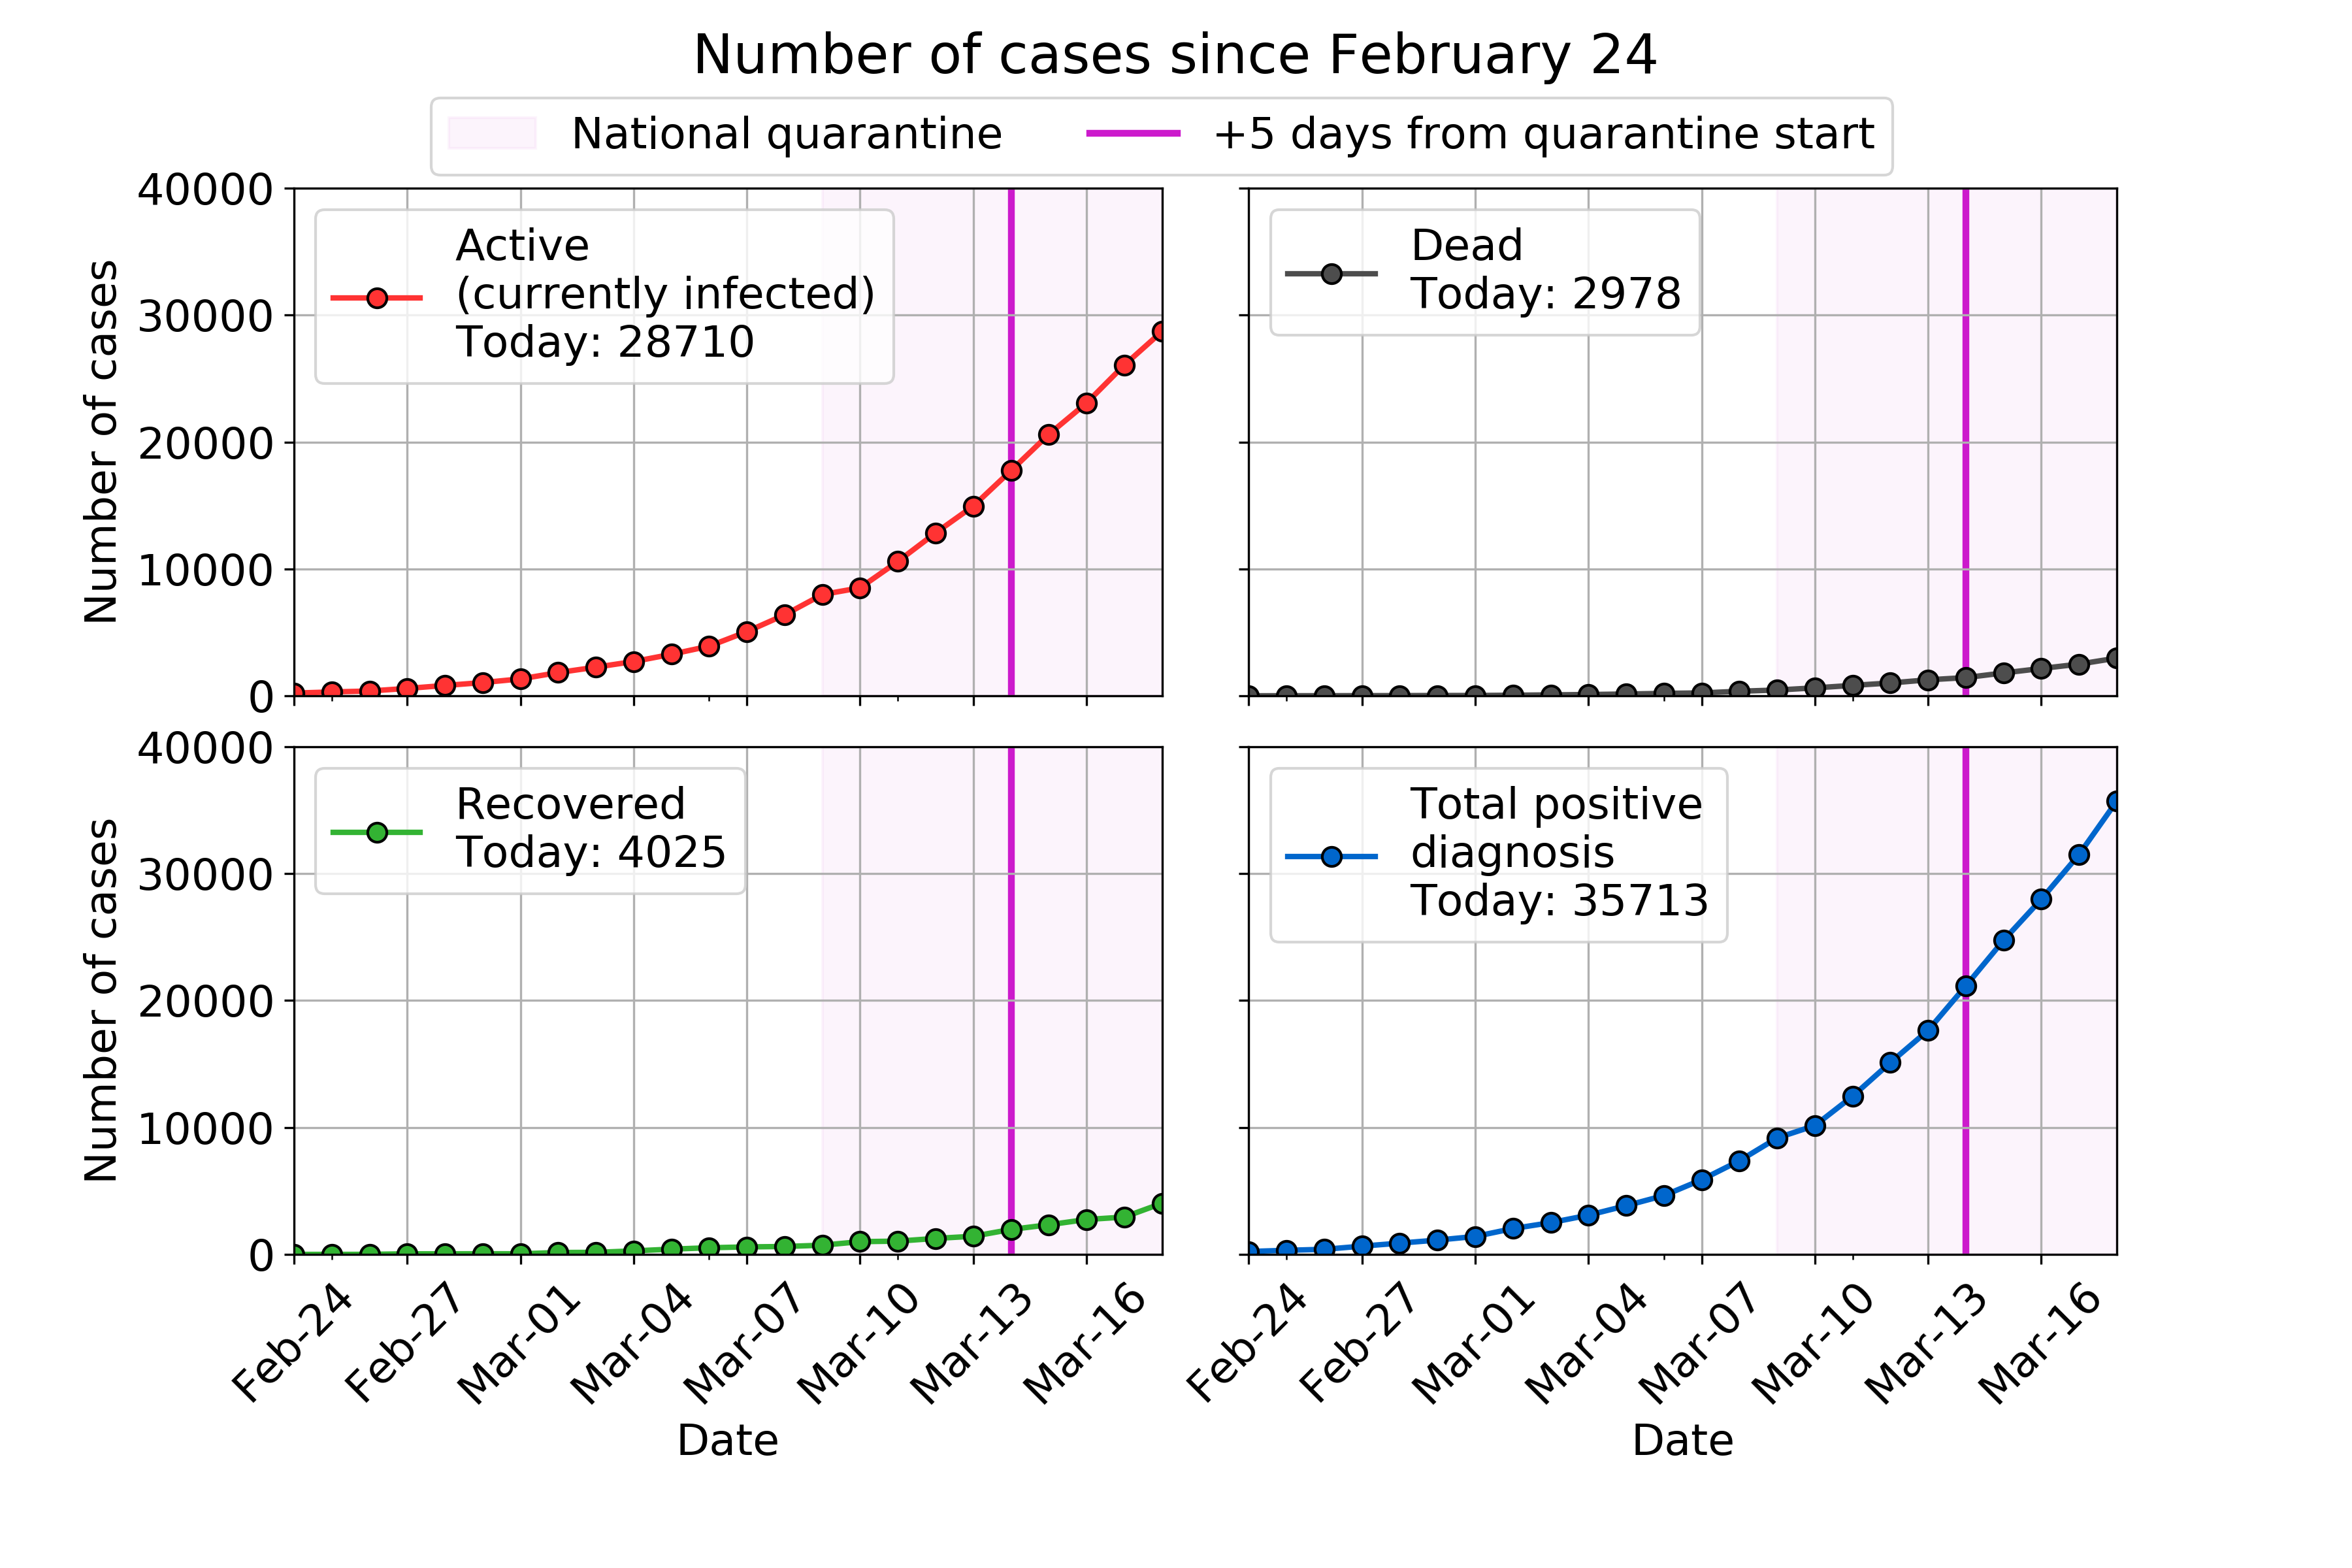 Number of cases since February 24
National quarantine
+5 days from quarantine start
40000
30000
20000
10000
0
Number of cases
Active
(currently infected)
Today: 28710
Dead
Today: 2978
40000
30000
20000
10000
0
Number of cases
Recovered
Today: 4025
Total positive
diagnosis
Today: 35713
Feb-24
Feb-27
Mar-01
Mar-04
Mar-07
Mar-10
Mar-13
Mar-16
Date
Feb-24
Feb-27
Mar-01
Mar-04
Mar-07
Mar-10
Mar-13
Mar-16
Date